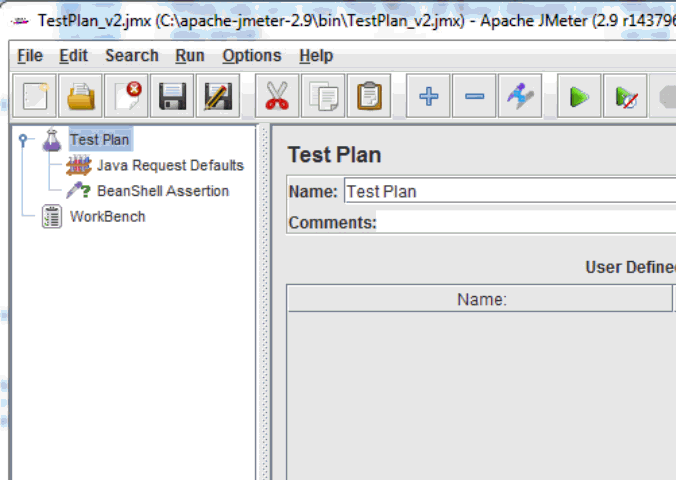 TestPlan_v2.jmx (C:\apache-jmeter-2.9\bin\TestPlan_v2.jmx) - Apache JMeter (2.9 r143796
File Edit Search Run Options Help
Test Plan
Java Request Defaults
BeanShell Assertion
WorkBench
Test Plan
Name: Test Plan
Comments:
User Defined
Name: